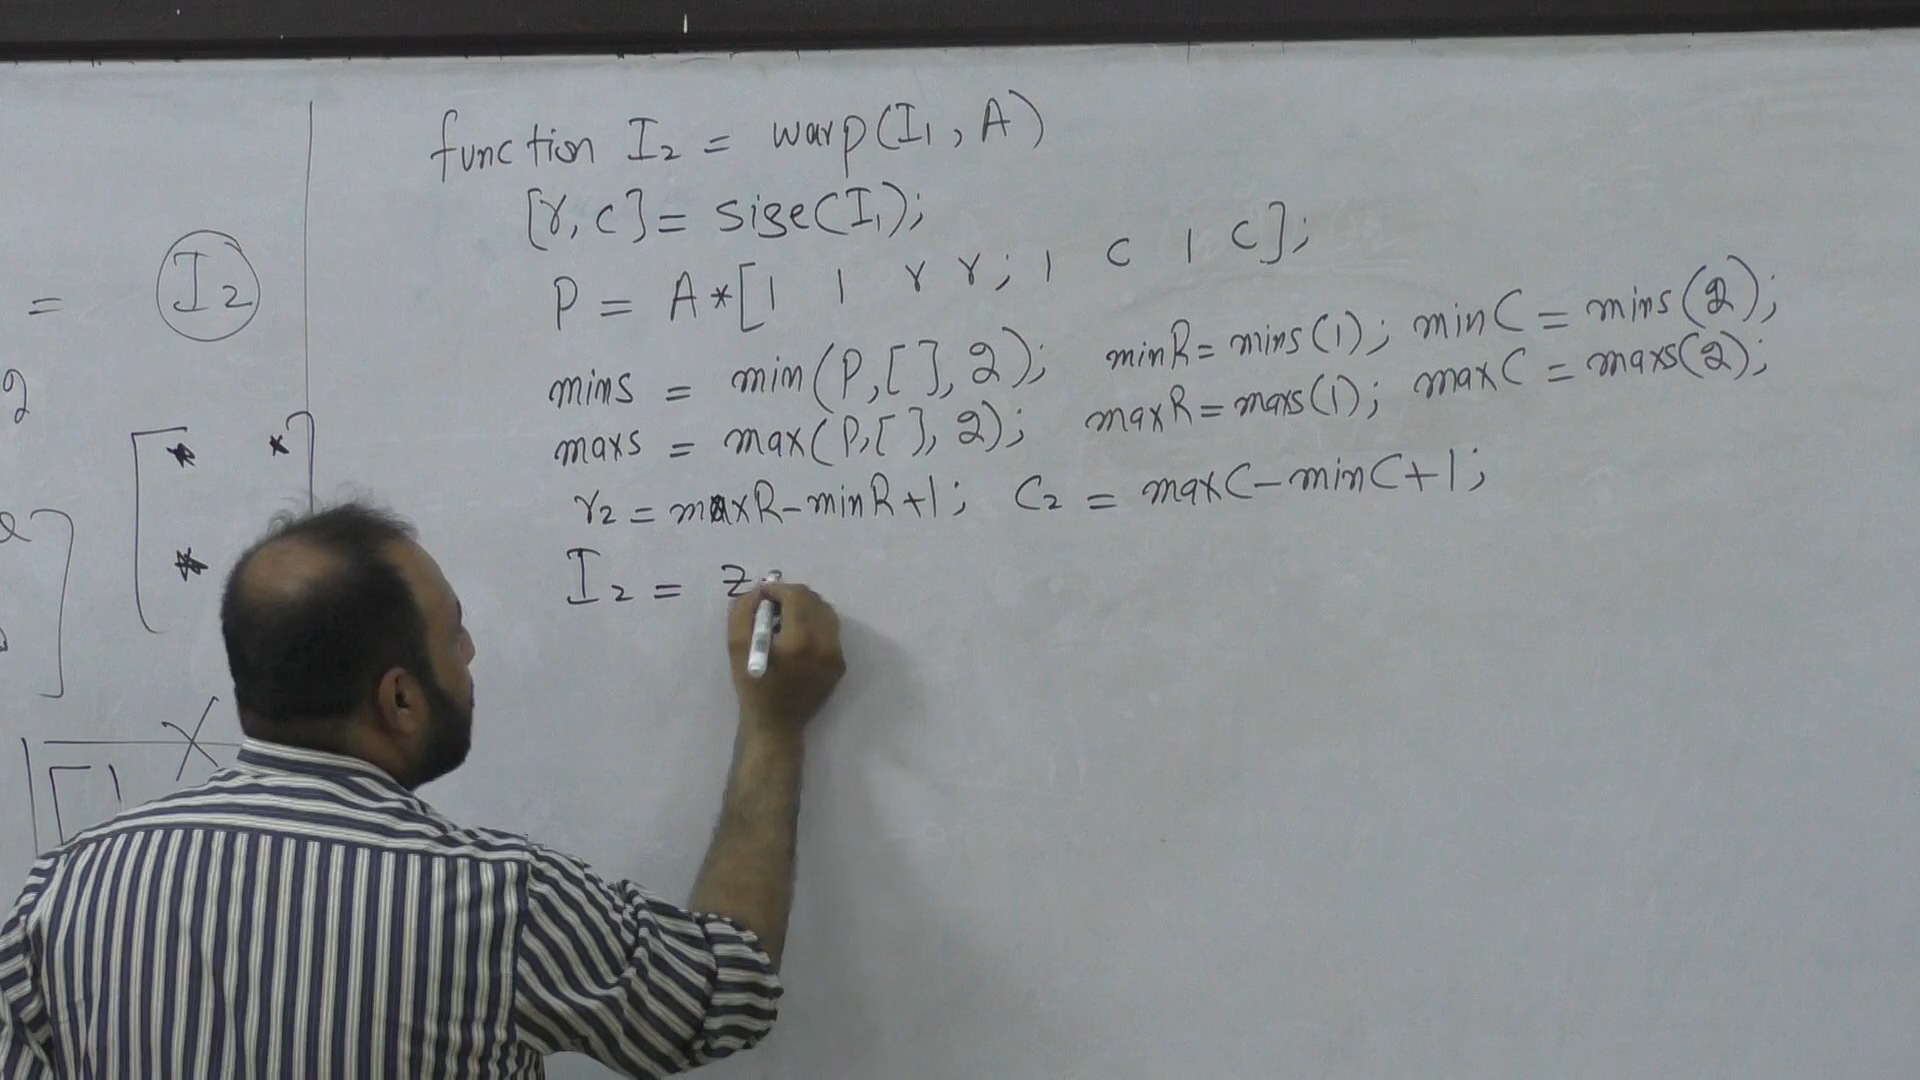 function I₂ = warp(I₁, A)
[r, c] = size(I₁);
P = A*[1 1 r r; 1 c 1 c];
mins = min(P,[],2); minR = mins(1); minC = mins(2);
maxs = max(P,[],2); maxR = maxs(1); maxC = maxs(2);
r₂ = maxR-minR+1; C₂ = maxC-minC+1;
I₂ = z
= I₂
2
* *
*
X